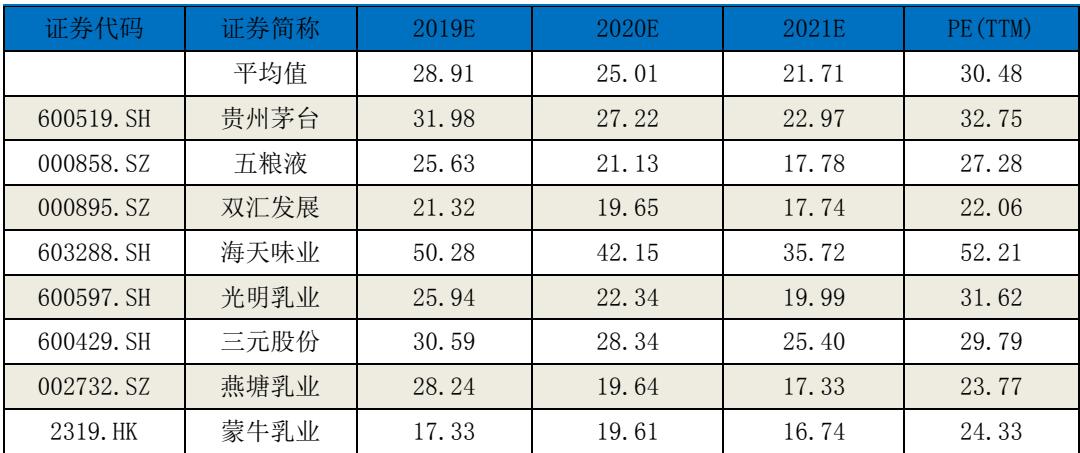 证券代码 证券简称 2019E 2020E 2021E PE(TTM)
平均值 28.91 25.01 21.71 30.48
600519.SH 贵州茅台 31.98 27.22 22.97 32.75
000858.SZ 五粮液 25.63 21.13 17.78 27.28
000895.SZ 双汇发展 21.32 19.65 17.74 22.06
603288.SH 海天味业 50.28 42.15 35.72 52.21
600597.SH 光明乳业 25.94 22.34 19.99 31.62
600429.SH 三元股份 30.59 28.34 25.40 29.79
002732.SZ 燕塘乳业 28.24 19.64 17.33 23.77
2319.HK 蒙牛乳业 17.33 19.61 16.74 24.33